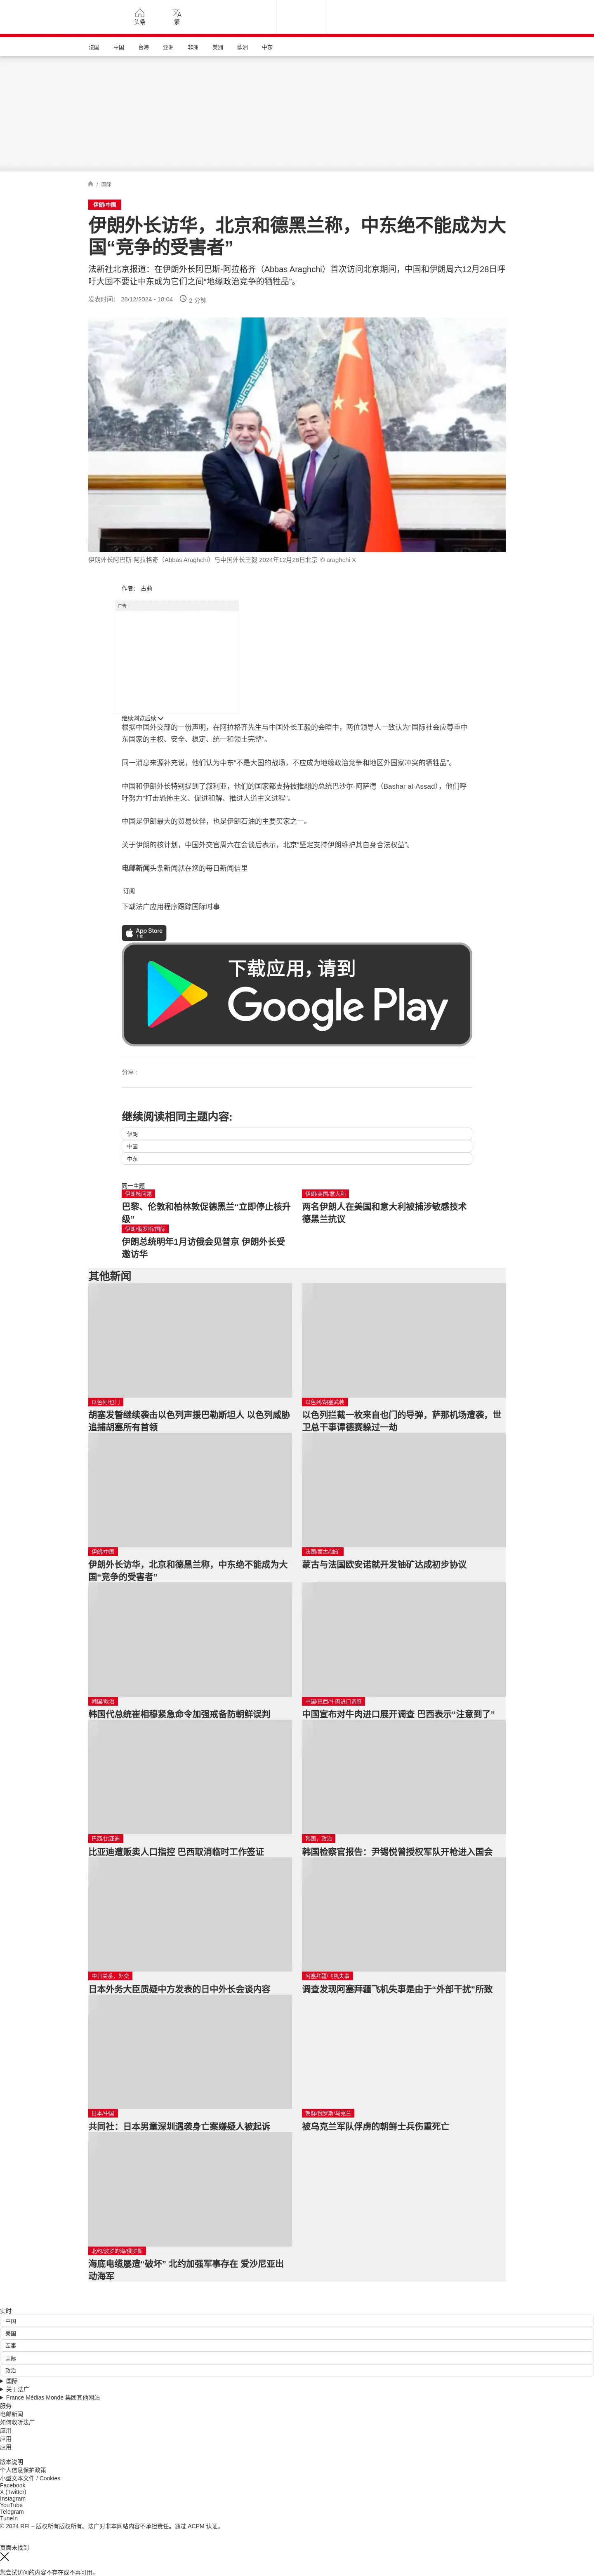 头条
繁
法国 中国 台海 亚洲 非洲 美洲 欧洲 中东
/ 国际
伊朗/中国
伊朗外长访华，北京和德黑兰称，中东绝不能成为大
国“竞争的受害者”
法新社北京报道：在伊朗外长阿巴斯-阿拉格齐（Abbas Araghchi）首次访问北京期间，中国和伊朗周六12月28日呼
吁大国不要让中东成为它们之间“地缘政治竞争的牺牲品”。
发表时间： 28/12/2024 - 18:04 2 分钟
伊朗外长阿巴斯-阿拉格奇（Abbas Araghchi）与中国外长王毅 2024年12月28日北京 © araghchi X
作者： 古莉
广告
继续浏览后续
根据中国外交部的一份声明，在阿拉格齐先生与中国外长王毅的会晤中，两位领导人一致认为“国际社会应尊重中
东国家的主权、安全、稳定、统一和领土完整”。
同一消息来源补充说，他们认为中东“不是大国的战场，不应成为地缘政治竞争和地区外国家冲突的牺牲品”。
中国和伊朗外长特别提到了叙利亚，他们的国家都支持被推翻的总统巴沙尔-阿萨德（Bashar al-Assad），他们呼
吁努力“打击恐怖主义、促进和解、推进人道主义进程”。
中国是伊朗最大的贸易伙伴，也是伊朗石油的主要买家之一。
关于伊朗的核计划，中国外交官周六在会谈后表示，北京“坚定支持伊朗维护其自身合法权益”。
电邮新闻头条新闻就在您的每日新闻信里
订阅
下载法广应用程序跟踪国际时事
App Store
下载
下载应用，请到
Google Play
分享 :
继续阅读相同主题内容:
伊朗
中国
中东
同一主题
伊朗核问题
巴黎、伦敦和柏林敦促德黑兰“立即停止核升
级”
伊朗/美国/意大利
两名伊朗人在美国和意大利被捕涉敏感技术
德黑兰抗议
伊朗/俄罗斯/国际
伊朗总统明年1月访俄会见普京 伊朗外长受
邀访华
其他新闻
以色列/也门
胡塞发誓继续袭击以色列声援巴勒斯坦人 以色列威胁
追捕胡塞所有首领
以色列/胡塞武装
以色列拦截一枚来自也门的导弹，萨那机场遭袭，世
卫总干事谭德赛躲过一劫
伊朗/中国
伊朗外长访华，北京和德黑兰称，中东绝不能成为大
国“竞争的受害者”
法国/蒙古/铀矿
蒙古与法国欧安诺就开发铀矿达成初步协议
韩国/政治
韩国代总统崔相穆紧急命令加强戒备防朝鲜误判
中国/巴西/牛肉进口调查
中国宣布对牛肉进口展开调查 巴西表示“注意到了”
巴西/比亚迪
比亚迪遭贩卖人口指控 巴西取消临时工作签证
韩国，政治
韩国检察官报告：尹锡悦曾授权军队开枪进入国会
中日关系，外交
日本外务大臣质疑中方发表的日中外长会谈内容
阿塞拜疆/飞机失事
调查发现阿塞拜疆飞机失事是由于“外部干扰”所致
日本/中国
共同社：日本男童深圳遇袭身亡案嫌疑人被起诉
朝鲜/俄罗斯/乌克兰
被乌克兰军队俘虏的朝鲜士兵伤重死亡
北约/波罗的海/俄罗斯
海底电缆屡遭“破坏” 北约加强军事存在 爱沙尼亚出
动海军
实时
中国
美国
军事
国际
政治
国际
关于法广
France Médias Monde 集团其他网站
服务
电邮新闻
如何收听法广
应用
应用
应用
版本说明
个人信息保护政策
小型文本文件 / Cookies
Facebook
X (Twitter)
Instagram
YouTube
Telegram
TuneIn
© 2024 RFI – 版权所有版权所有。法广对非本网站内容不承担责任。通过 ACPM 认证。
页面未找到
您尝试访问的内容不存在或不再可用。